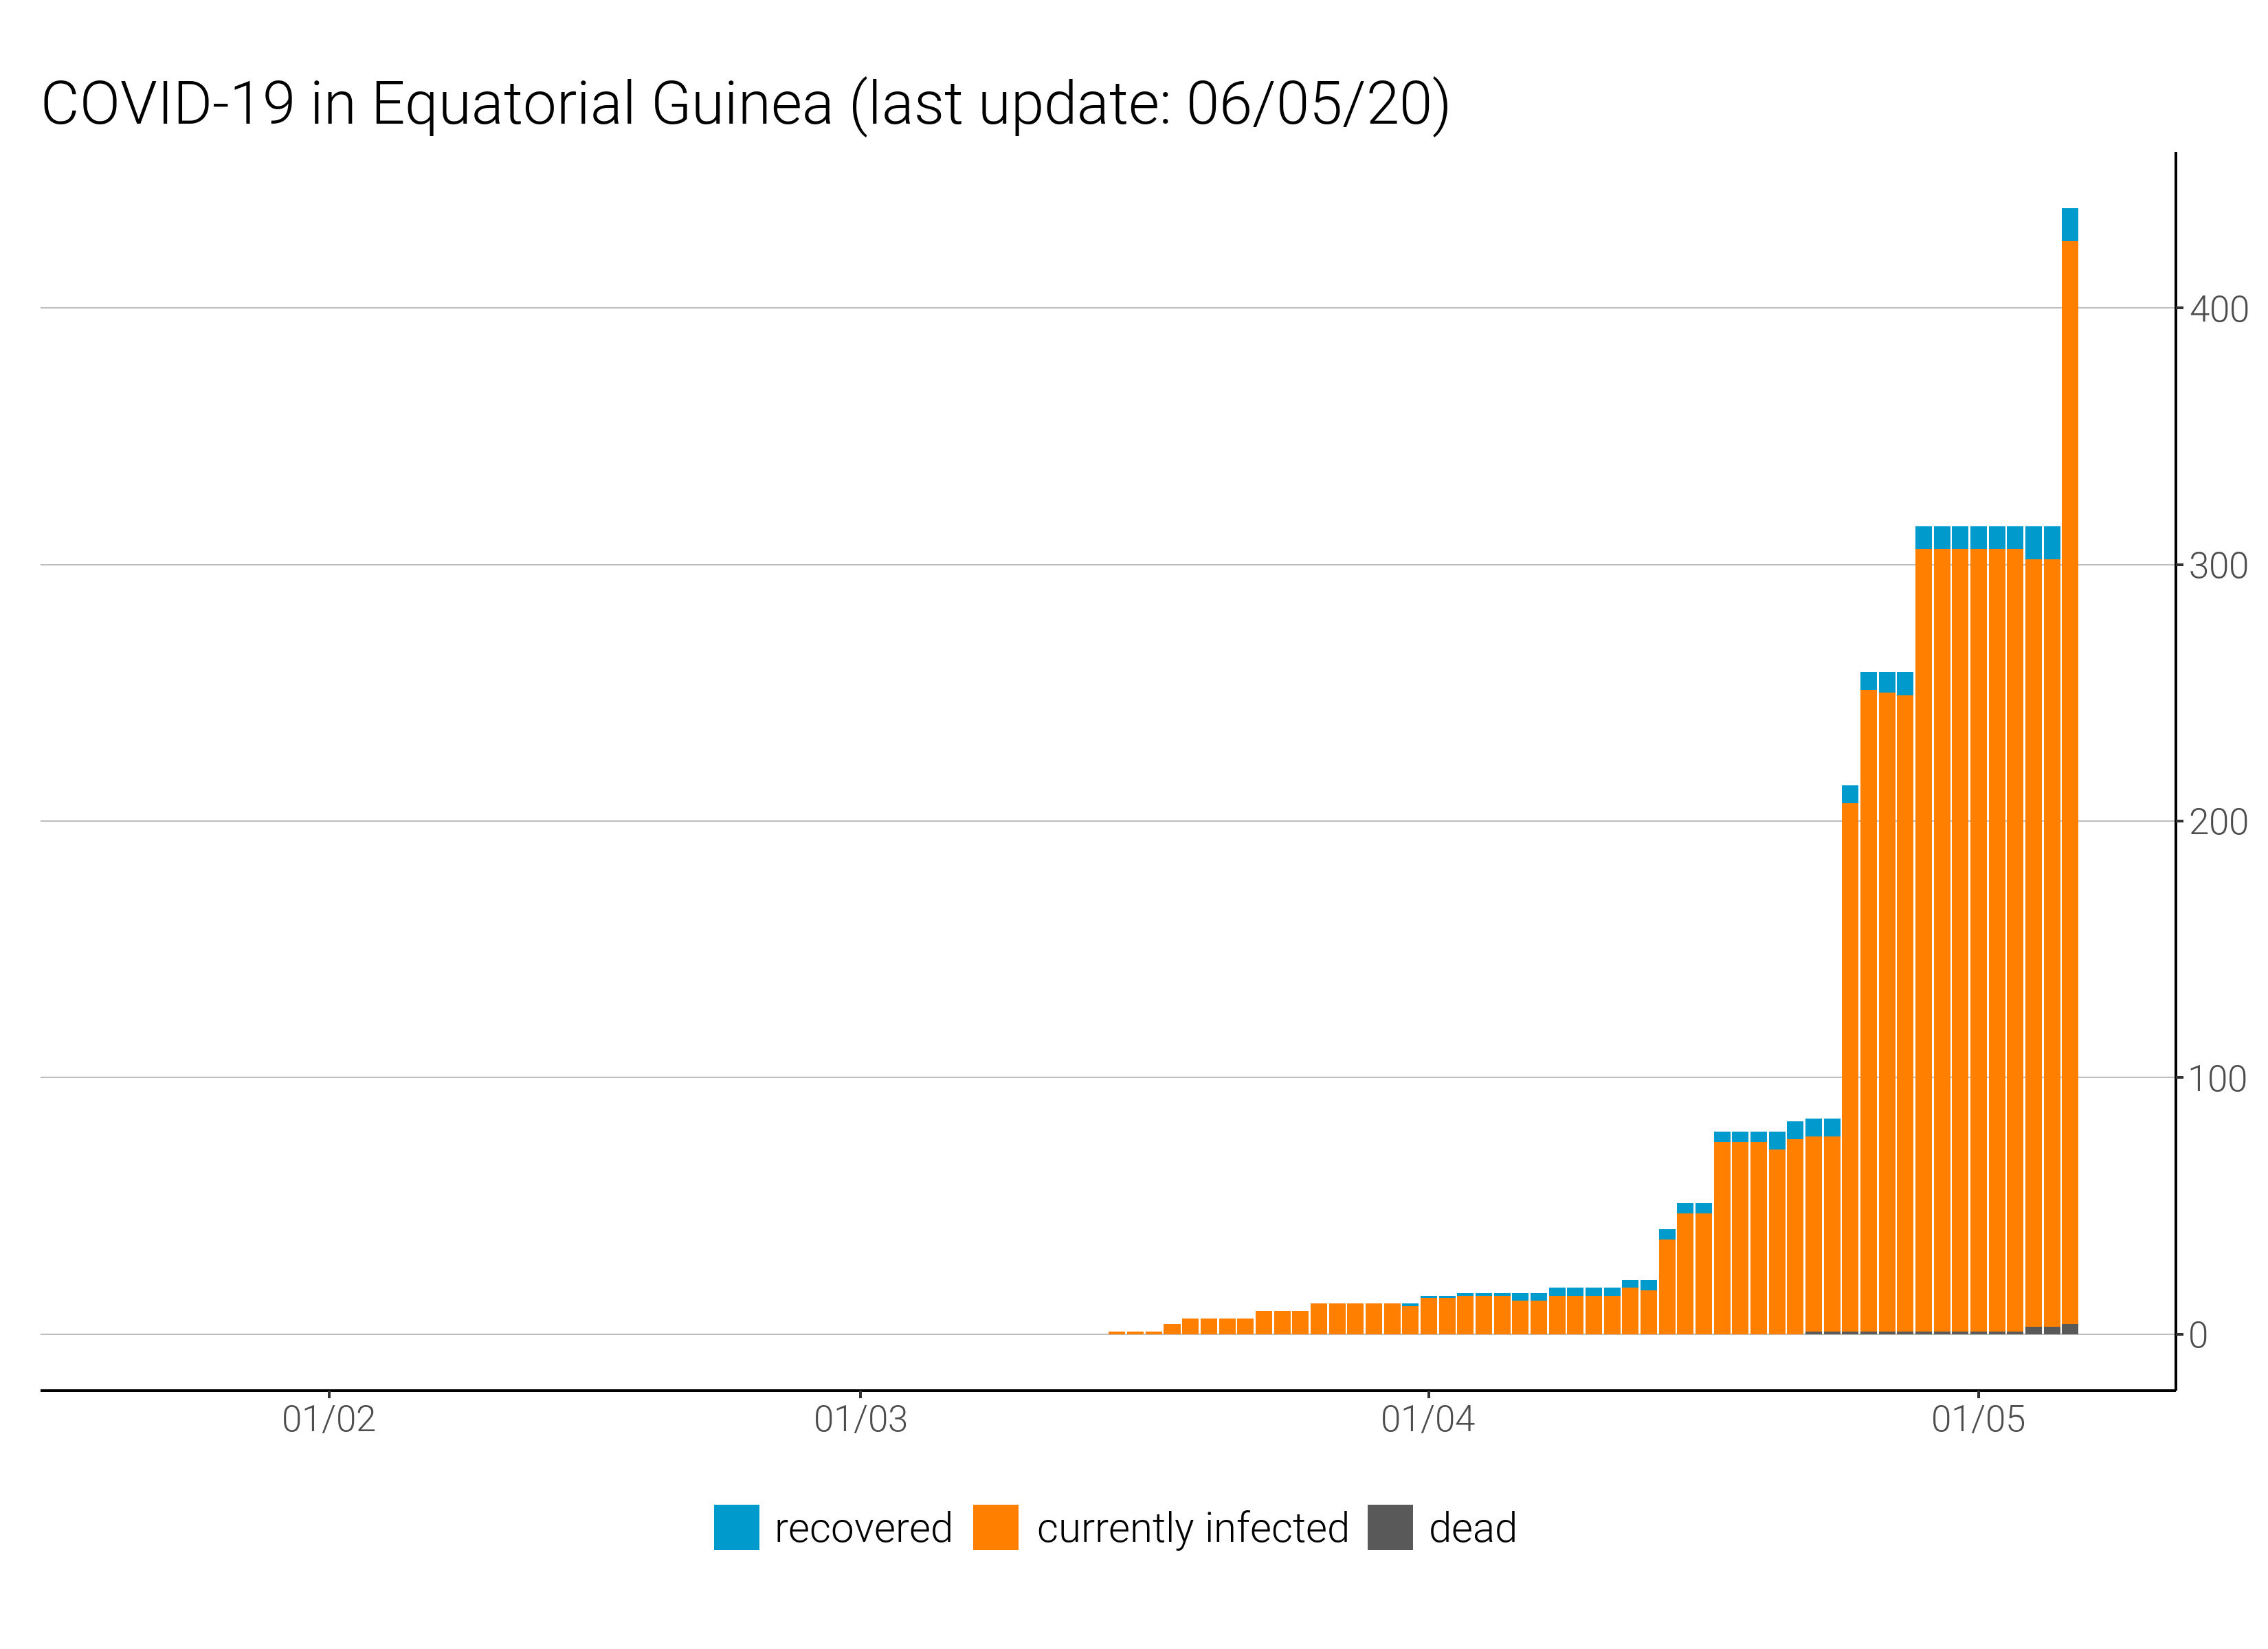 COVID-19 in Equatorial Guinea (last update: 06/05/20)
400
300
200
100
0
01/02 01/03 01/04 01/05
recovered currently infected dead